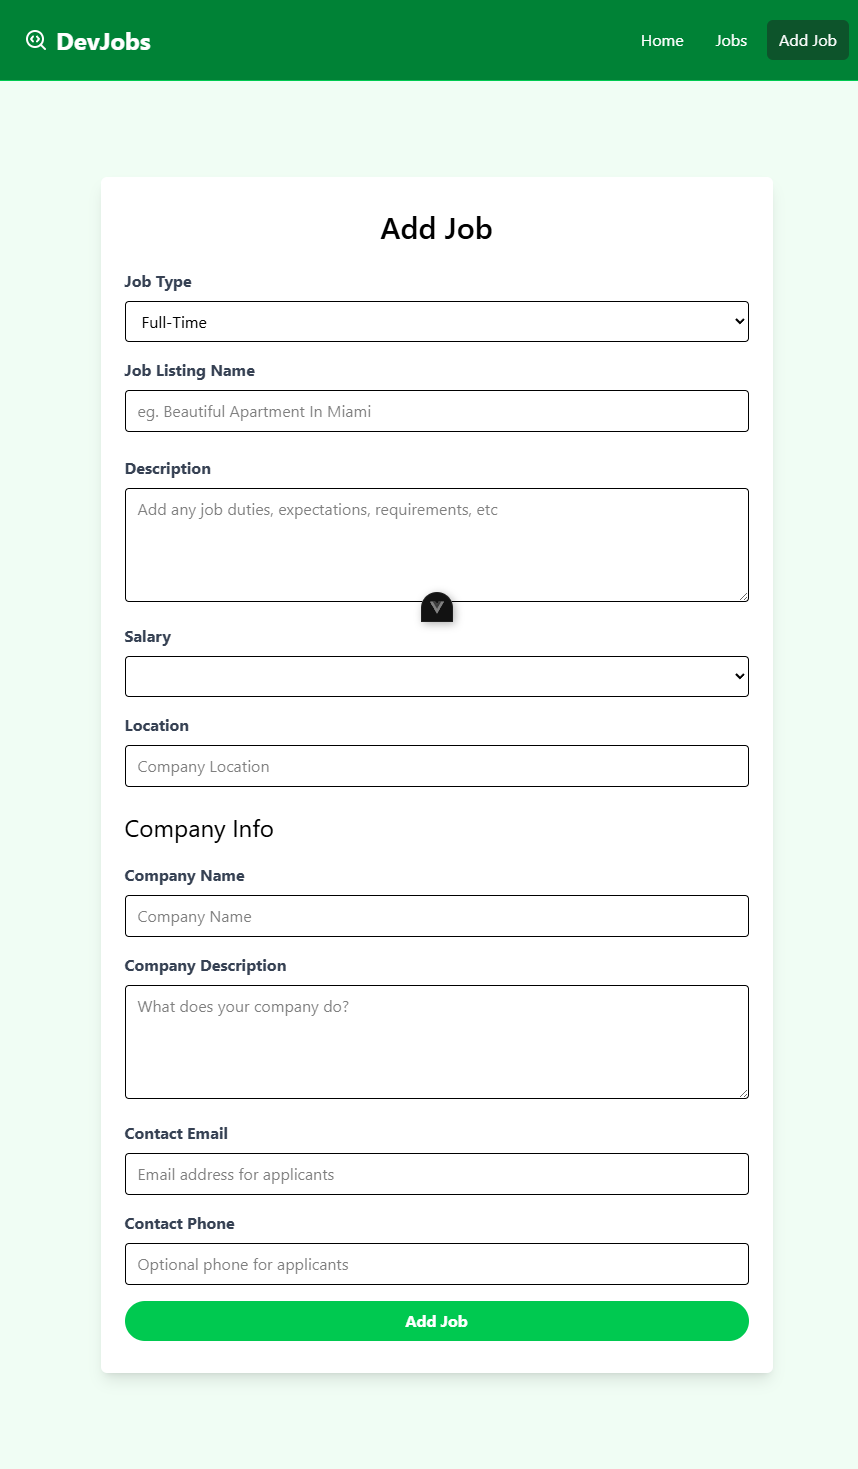 DevJobs
Home Jobs Add Job
Add Job
Job Type
Full-Time
Job Listing Name
eg. Beautiful Apartment In Miami
Description
Add any job duties, expectations, requirements, etc
Salary
Location
Company Location
Company Info
Company Name
Company Name
Company Description
What does your company do?
Contact Email
Email address for applicants
Contact Phone
Optional phone for applicants
Add Job